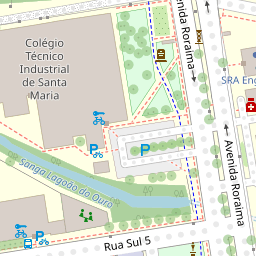 Colégio
Técnico
Industrial
de Santa
Maria
Avenida Roraima
SRA Eng
P
P
Avenida Roraima
Sanga Lagoão do Ouro
P
Rua Sul 5